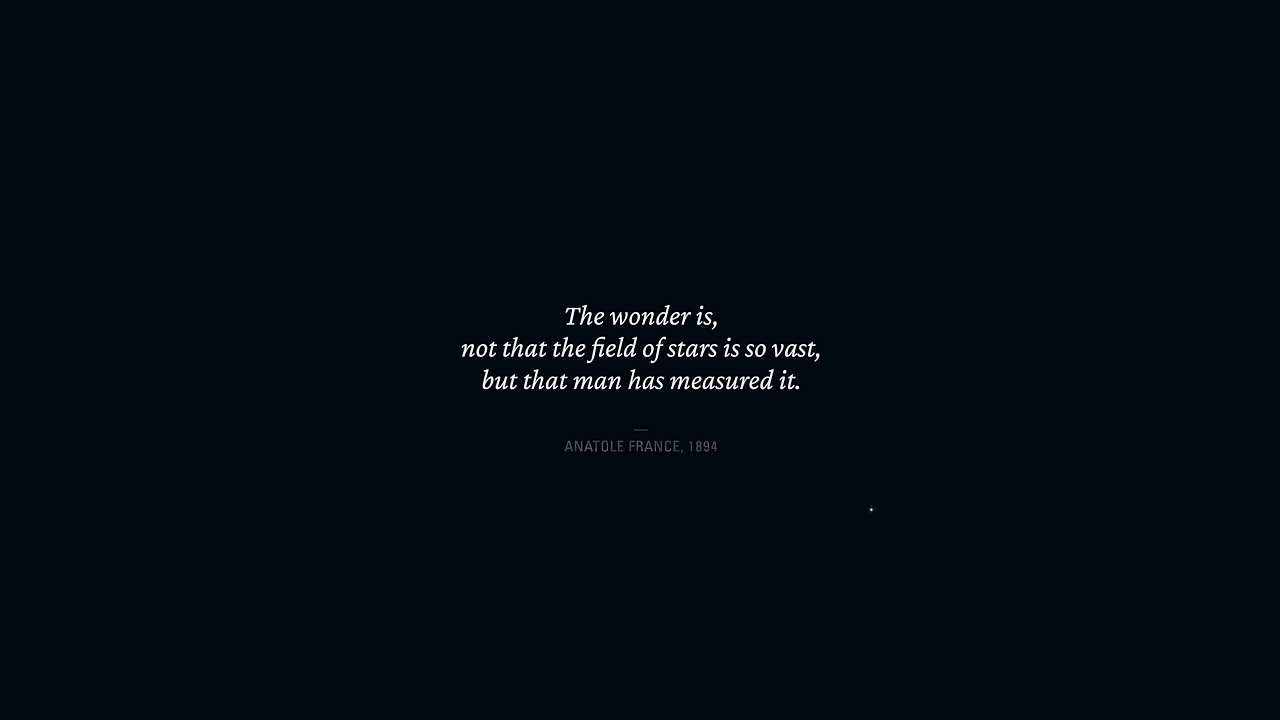 The wonder is,
not that the field of stars is so vast,
but that man has measured it.
ANATOLE FRANCE, 1894